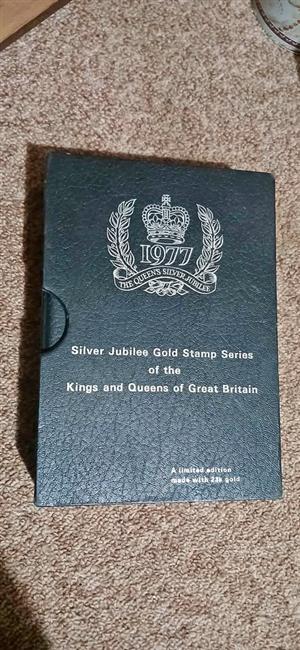 1977
THE QUEEN'S SILVER JUBILEE
Silver Jubilee Gold Stamp Series
of the
Kings and Queens of Great Britain
A limited edition
made with 23k gold